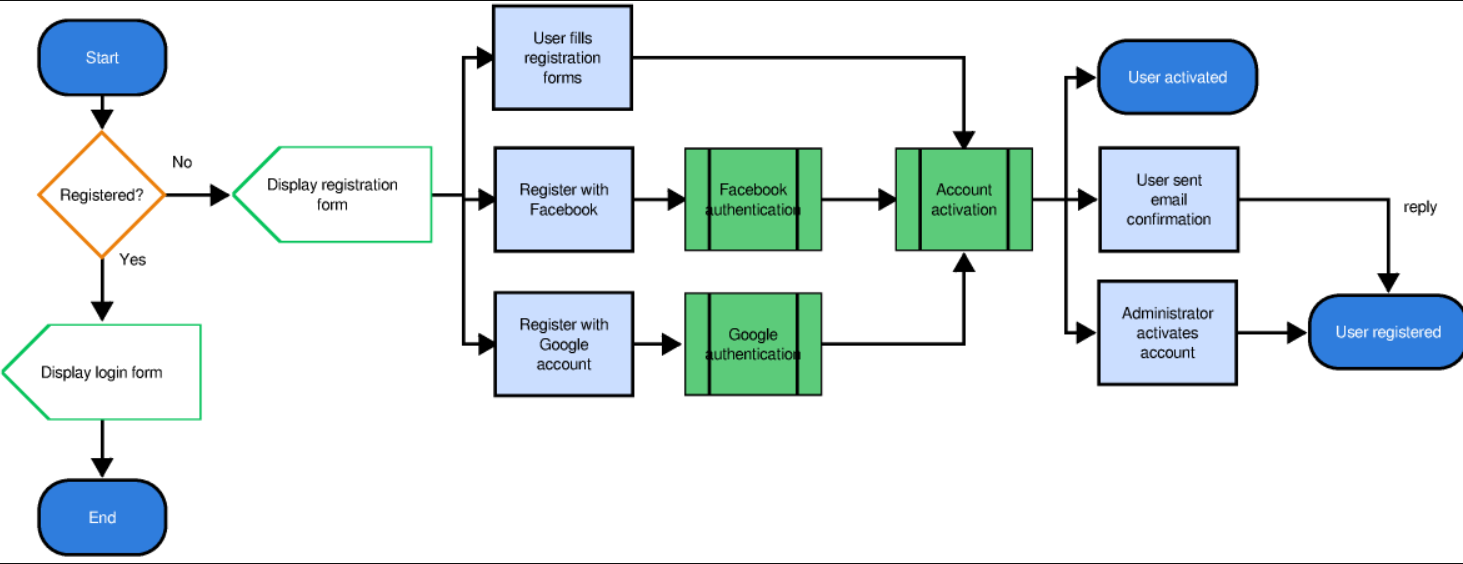 Start
Registered?
No
Yes
Display login form
End
Display registration
form
User fills
registration
forms
Register with
Facebook
Register with
Google
account
Facebook
authentication
Google
authentication
Account
activation
User activated
User sent
email
confirmation
reply
Administrator
activates
account
User registered